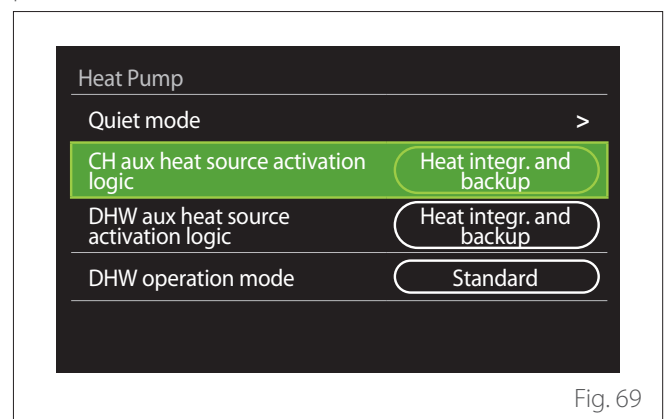 Heat Pump
Quiet mode >
CH aux heat source activation
logic
Heat integr. and
backup
DHW aux heat source
activation logic
Heat integr. and
backup
DHW operation mode
Standard
Fig. 69